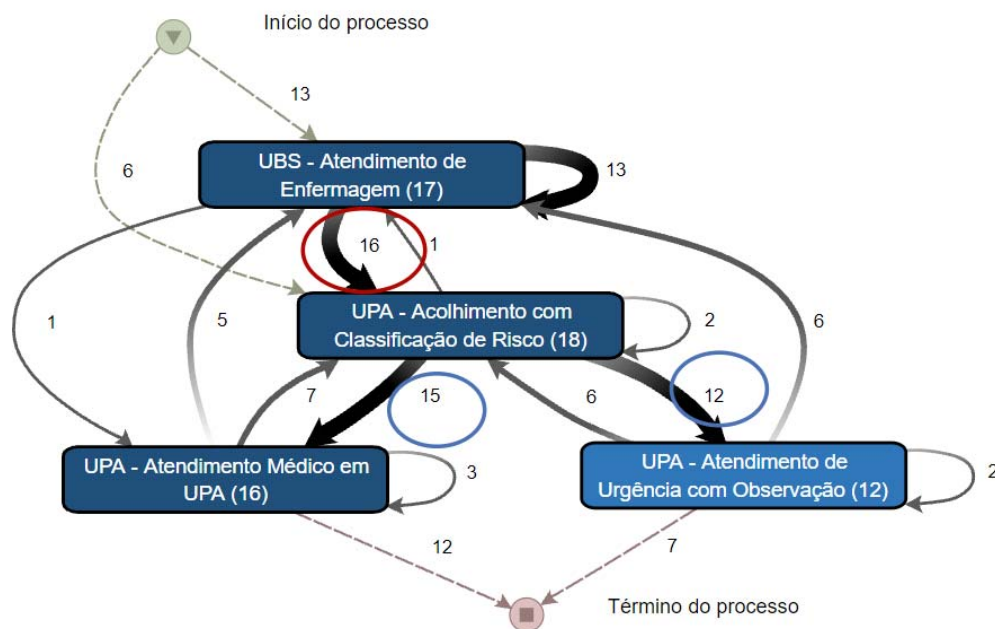 Início do processo
13
6
UBS - Atendimento de
Enfermagem (17)
13
16
1
1
5
6
UPA - Acolhimento com
Classificação de Risco (18)
2
7
15
6
12
UPA - Atendimento Médico em
UPA (16)
3
UPA - Atendimento de
Urgência com Observação (12)
2
12
7
Término do processo